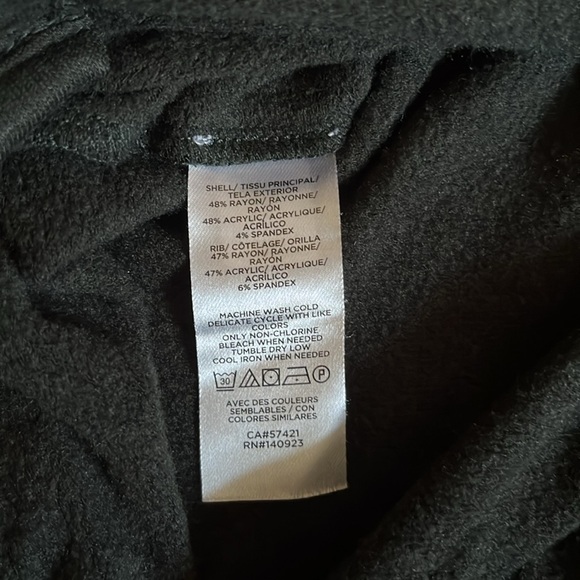 SHELL/ TISSU PRINCIPAL/
TELA EXTERIOR
48% RAYON/ RAYONNE/
RAYÓN
48% ACRYLIC/ ACRYLIQUE/
ACRÍLICO
4% SPANDEX
RIB/ CÔTELAGE/ ORILLA
47% RAYON/ RAYONNE/
RAYÓN
47% ACRYLIC/ ACRYLIQUE/
ACRÍLICO
6% SPANDEX
MACHINE WASH COLD
DELICATE CYCLE WITH LIKE
COLORS
ONLY NON-CHLORINE
BLEACH WHEN NEEDED
TUMBLE DRY LOW
COOL IRON WHEN NEEDED
30 P
AVEC DES COULEURS
SEMBLABLES / CON
COLORES SIMILARES
CA#57421
RN#140923